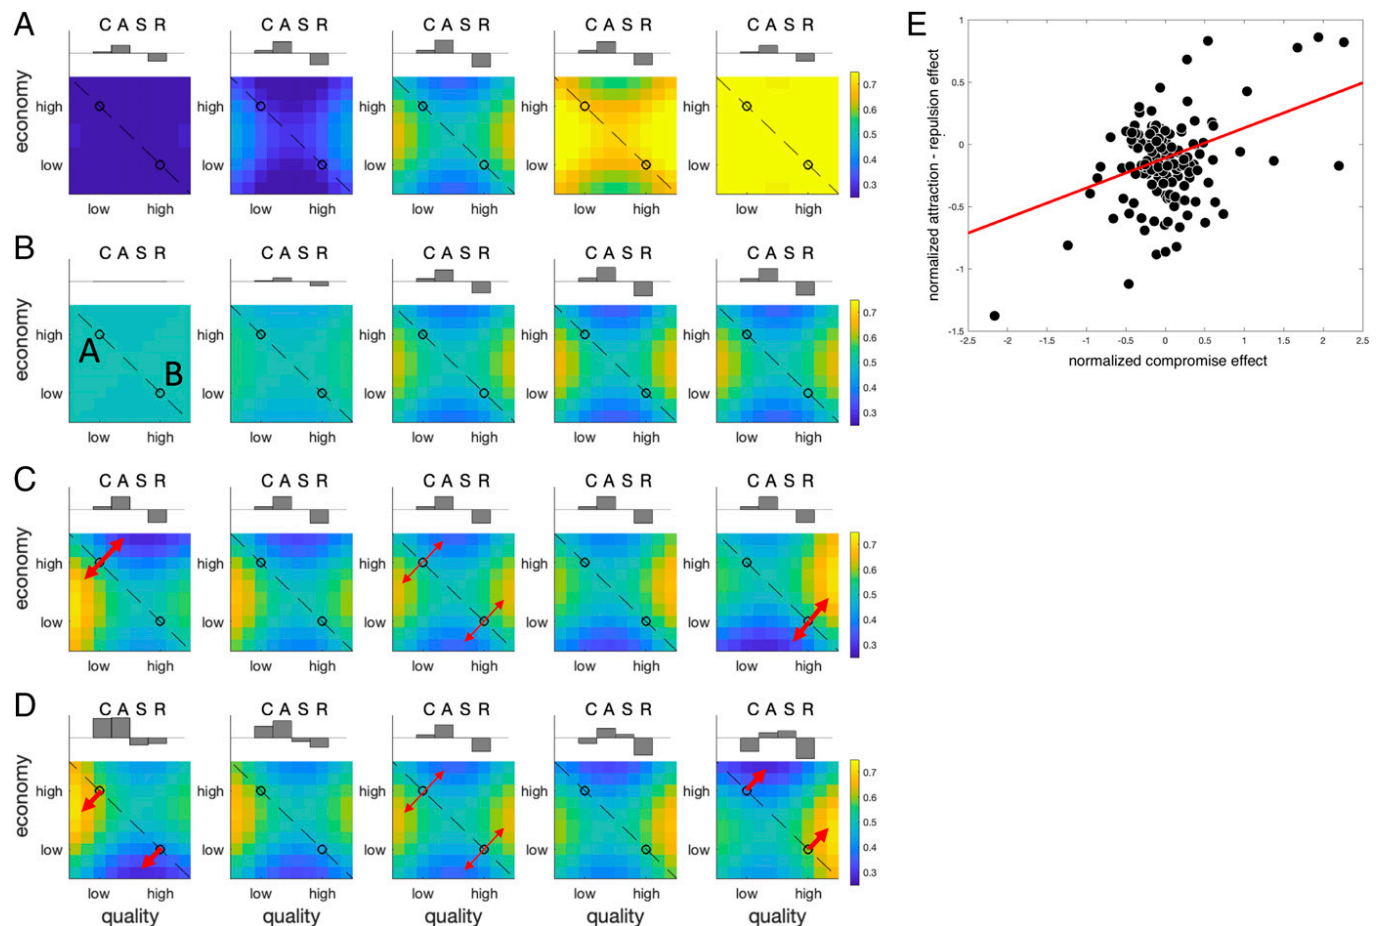 A
C A S R
C A S R
C A S R
C A S R
C A S R
economy
high
low
high
low
high
low
high
low
high
low
0.7
0.6
0.5
0.4
0.3
low high
low high
low high
low high
low high
B
C A S R
C A S R
C A S R
C A S R
C A S R
economy
high
low
A
B
high
low
high
low
high
low
high
low
0.7
0.6
0.5
0.4
0.3
low high
low high
low high
low high
low high
C
C A S R
C A S R
C A S R
C A S R
C A S R
economy
high
low
high
low
high
low
high
low
high
low
0.7
0.6
0.5
0.4
0.3
low high
low high
low high
low high
low high
D
C A S R
C A S R
C A S R
C A S R
C A S R
economy
high
low
high
low
high
low
high
low
high
low
0.7
0.6
0.5
0.4
0.3
low high
low high
low high
low high
low high
quality
quality
quality
quality
quality
E
normalized attraction - repulsion effect
1
0.5
0
-0.5
-1
-1.5
-2.5 -2 -1.5 -1 -0.5 0 0.5 1 1.5 2 2.5
normalized compromise effect